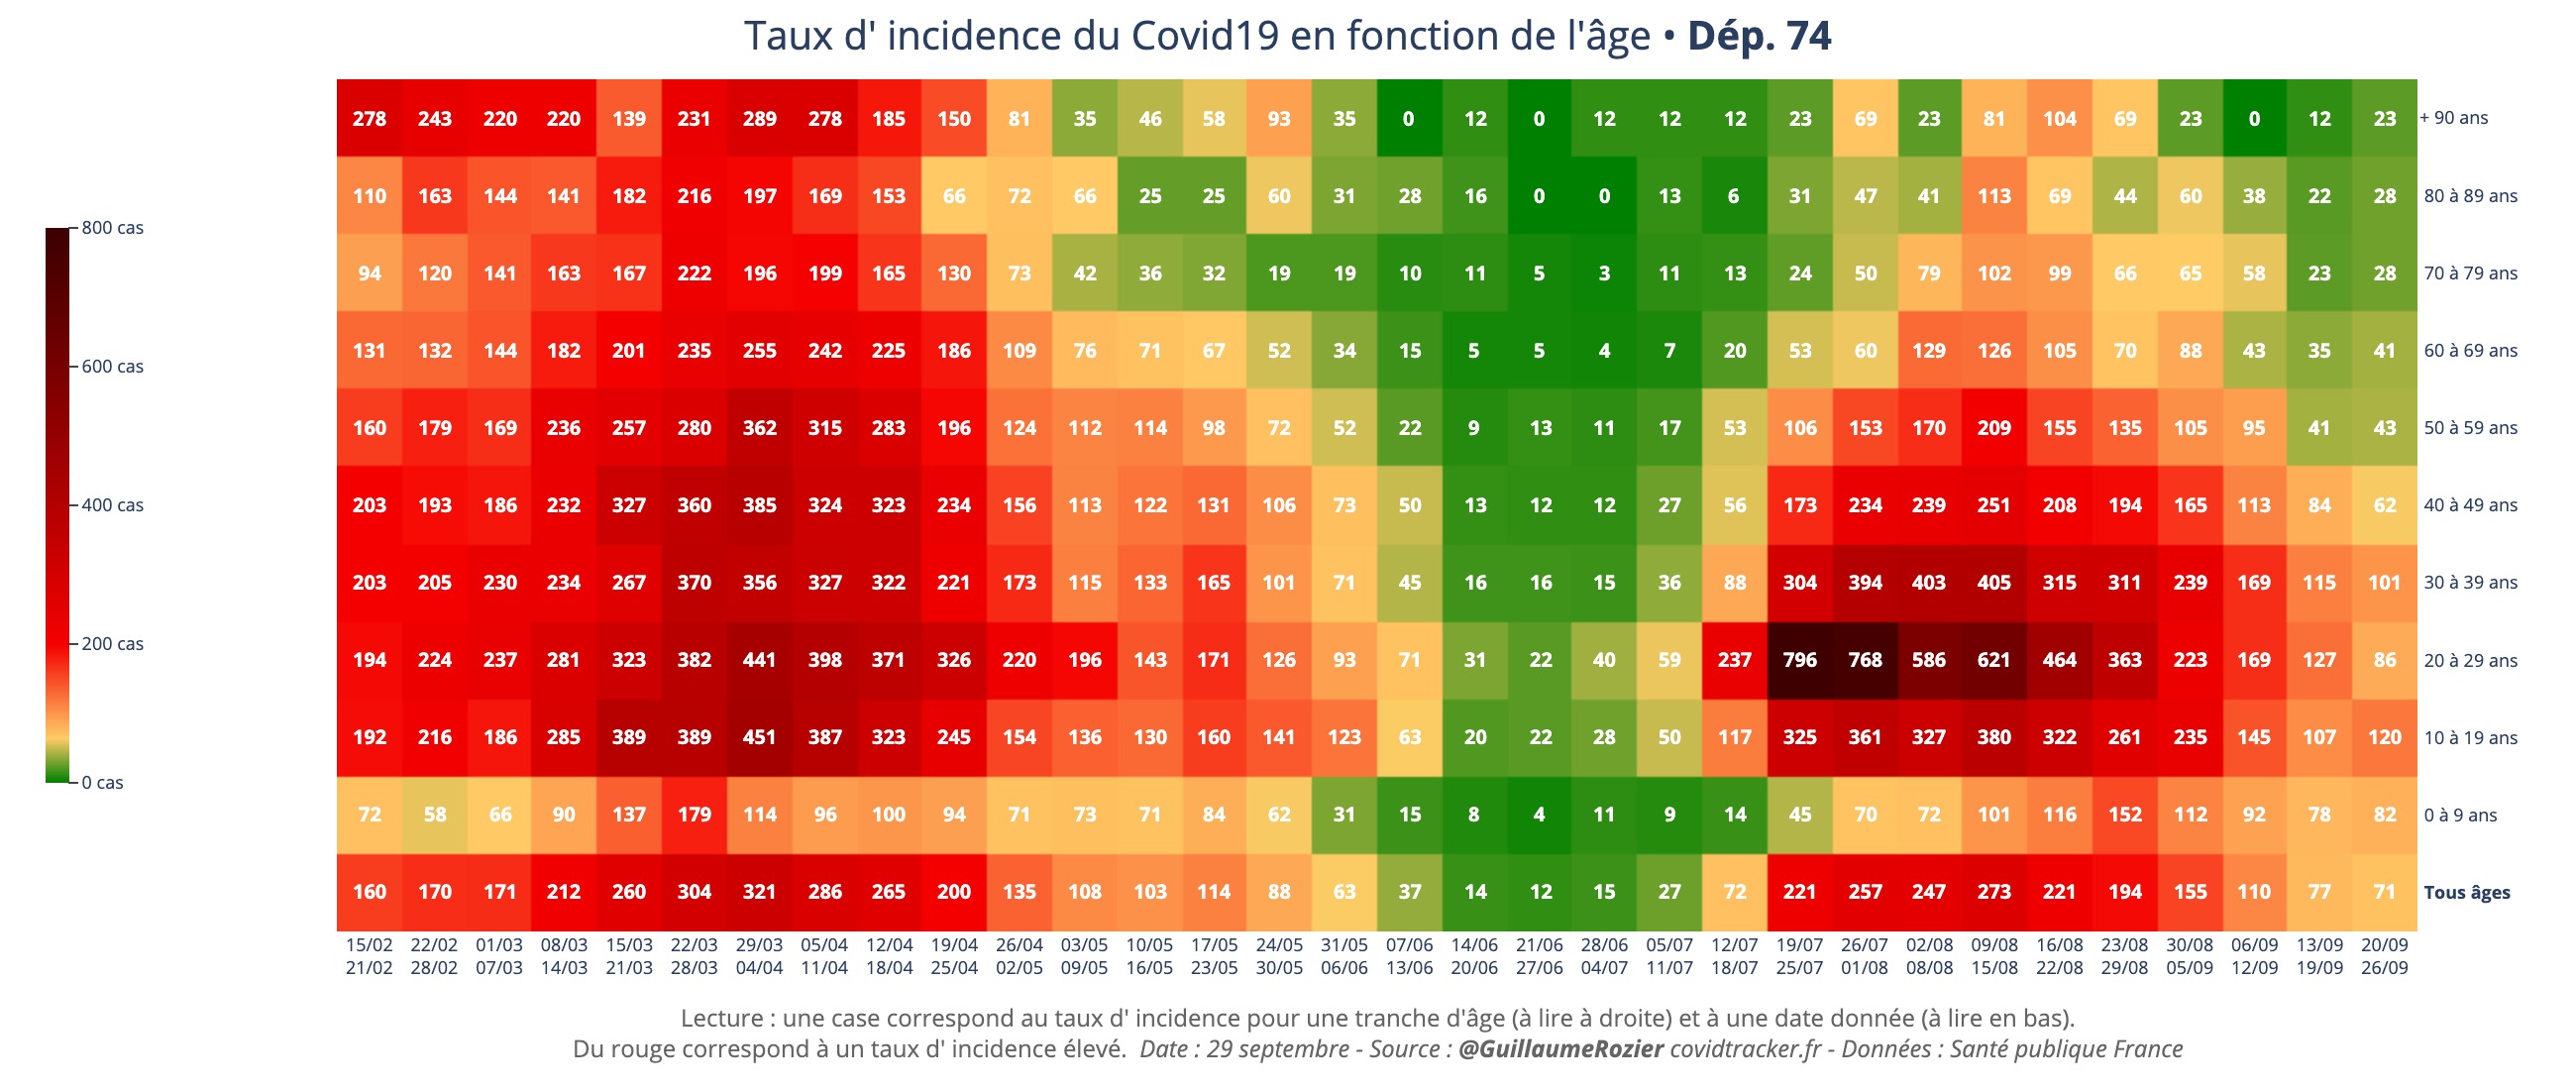 Taux d' incidence du Covid19 en fonction de l'âge • Dép. 74
278 243 220 220 139 231 289 278 185 150 81 35 46 58 93 35 0 12 0 12 12 12 23 69 23 81 104 69 23 0 12 23 + 90 ans
110 163 144 141 182 216 197 169 153 66 72 66 25 25 60 31 28 16 0 0 13 6 31 47 41 113 69 44 60 38 22 28 80 à 89 ans
800 cas
94 120 141 163 167 222 196 199 165 130 73 42 36 32 19 19 10 11 5 3 11 13 24 50 79 102 99 66 65 58 23 28 70 à 79 ans
131 132 144 182 201 235 255 242 225 186 109 76 71 67 52 34 15 5 5 4 7 20 53 60 129 126 105 70 88 43 35 41 60 à 69 ans
600 cas
160 179 169 236 257 280 362 315 283 196 124 112 114 98 72 52 22 9 13 11 17 53 106 153 170 209 155 135 105 95 41 43 50 à 59 ans
400 cas
203 193 186 232 327 360 385 324 323 234 156 113 122 131 106 73 50 13 12 12 27 56 173 234 239 251 208 194 165 113 84 62 40 à 49 ans
203 205 230 234 267 370 356 327 322 221 173 115 133 165 101 71 45 16 16 15 36 88 304 394 403 405 315 311 239 169 115 101 30 à 39 ans
200 cas
194 224 237 281 323 382 441 398 371 326 220 196 143 171 126 93 71 31 22 40 59 237 796 768 586 621 464 363 223 169 127 86 20 à 29 ans
192 216 186 285 389 389 451 387 323 245 154 136 130 160 141 123 63 20 22 28 50 117 325 361 327 380 322 261 235 145 107 120 10 à 19 ans
0 cas
72 58 66 90 137 179 114 96 100 94 71 73 71 84 62 31 15 8 4 11 9 14 45 70 72 101 116 152 112 92 78 82 0 à 9 ans
160 170 171 212 260 304 321 286 265 200 135 108 103 114 88 63 37 14 12 15 27 72 221 257 247 273 221 194 155 110 77 71 Tous âges
15/02 22/02 01/03 08/03 15/03 22/03 29/03 05/04 12/04 19/04 26/04 03/05 10/05 17/05 24/05 31/05 07/06 14/06 21/06 28/06 05/07 12/07 19/07 26/07 02/08 09/08 16/08 23/08 30/08 06/09 13/09 20/09
21/02 28/02 07/03 14/03 21/03 28/03 04/04 11/04 18/04 25/04 02/05 09/05 16/05 23/05 30/05 06/06 13/06 20/06 27/06 04/07 11/07 18/07 25/07 01/08 08/08 15/08 22/08 29/08 05/09 12/09 19/09 26/09
Lecture : une case correspond au taux d' incidence pour une tranche d'âge (à lire à droite) et à une date donnée (à lire en bas).
Du rouge correspond à un taux d' incidence élevé. Date : 29 septembre - Source : @GuillaumeRozier covidtracker.fr - Données : Santé publique France